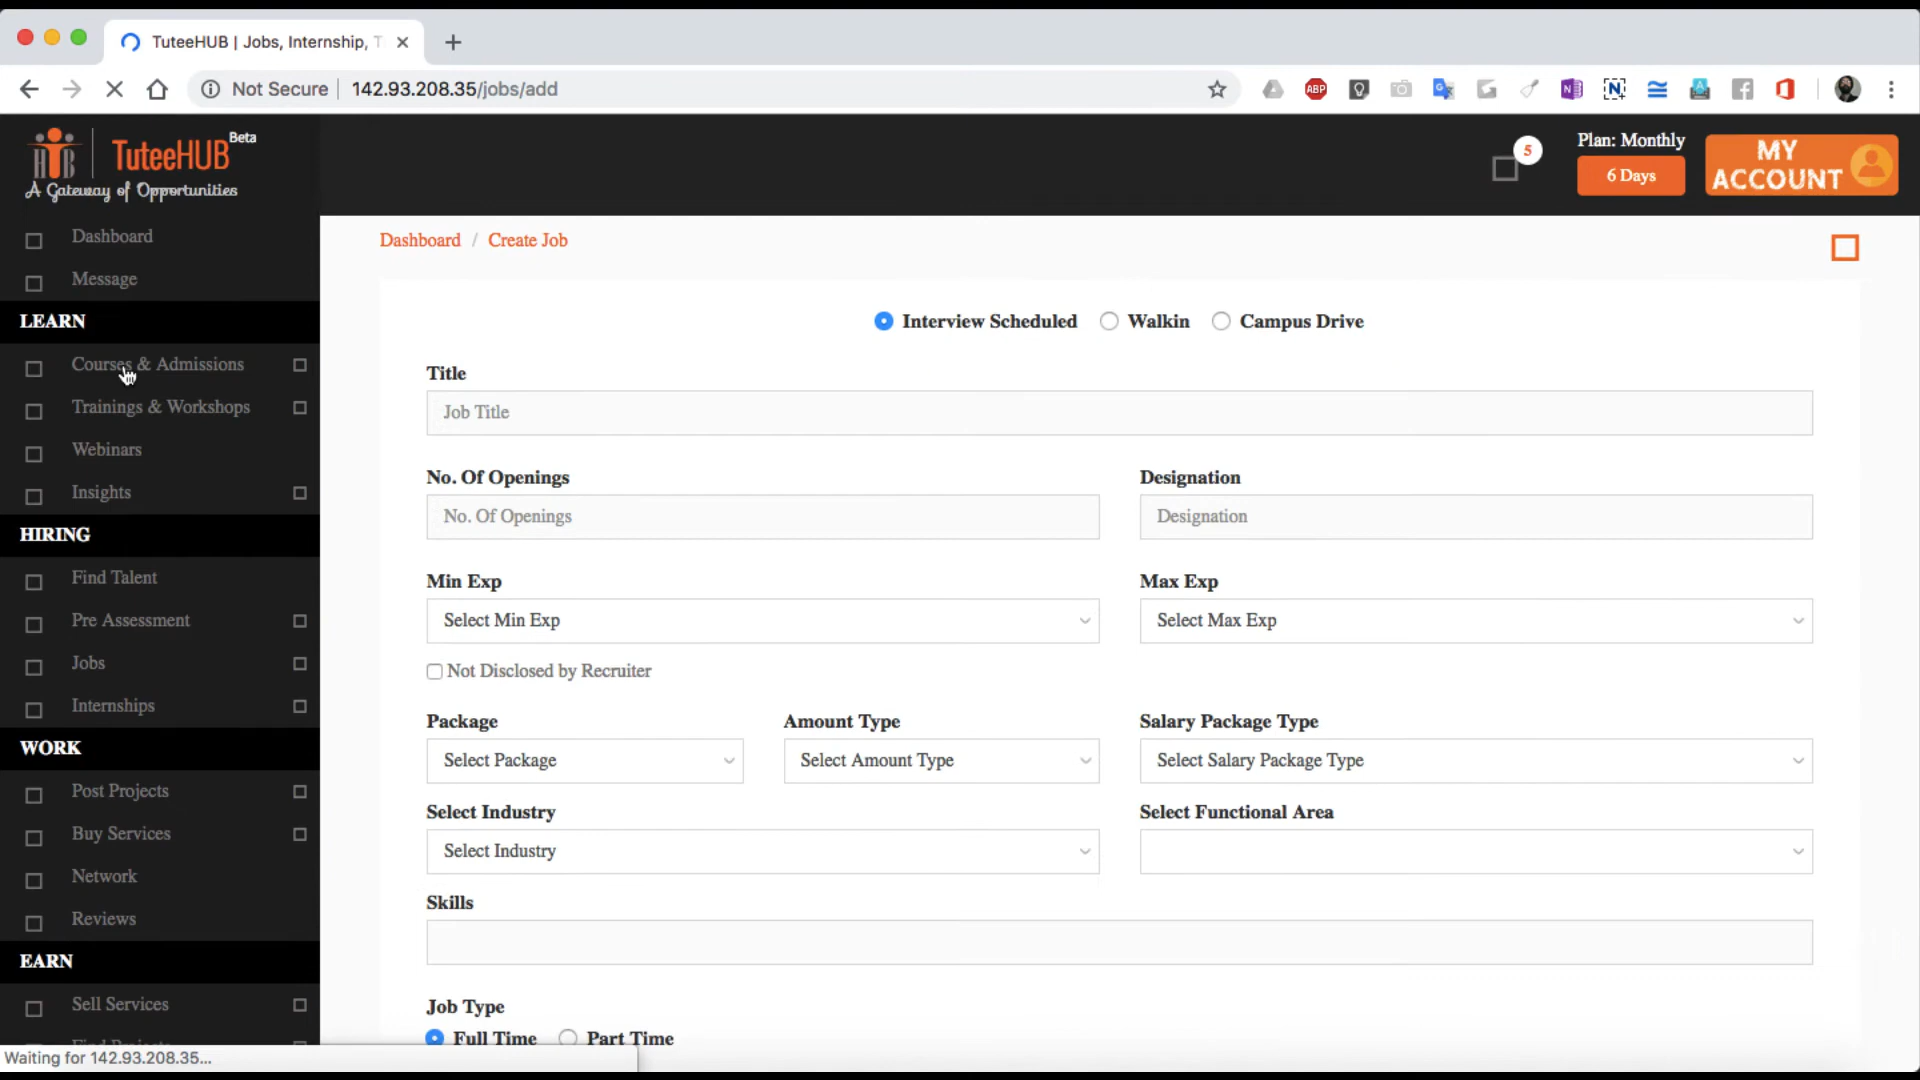 TuteeHUB | Jobs, Internship, T
Not Secure
142.93.208.35/jobs/add
ABP
N
N
TuteeHUB Beta
A Gateway of Opportunities
5
Plan: Monthly
6 Days
MY ACCOUNT
Dashboard
Message
LEARN
Courses & Admissions
Trainings & Workshops
Webinars
Insights
HIRING
Find Talent
Pre Assessment
Jobs
Internships
WORK
Post Projects
Buy Services
Network
Reviews
EARN
Sell Services
Find Projects
Waiting for 142.93.208.35...
Dashboard / Create Job
Interview Scheduled Walkin Campus Drive
Title
Job Title
No. Of Openings Designation
No. Of Openings Designation
Min Exp Max Exp
Select Min Exp Select Max Exp
Not Disclosed by Recruiter
Package Amount Type Salary Package Type
Select Package Select Amount Type Select Salary Package Type
Select Industry Select Functional Area
Select Industry
Skills
Job Type
Full Time Part Time